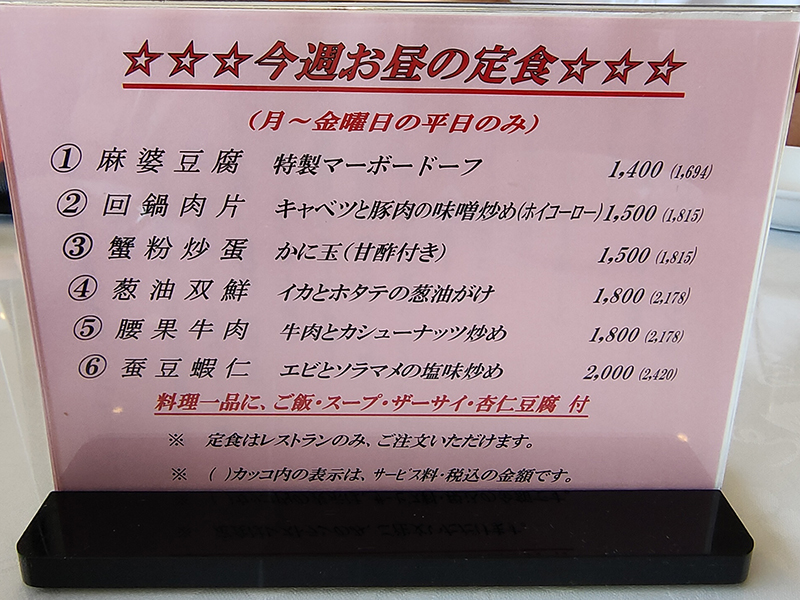 ☆☆☆今週お昼の定食☆☆☆
(月～金曜日の平日のみ)
① 麻婆豆腐 特製マーボードーフ 1,400 (1,694)
② 回鍋肉片 キャベツと豚肉の味噌炒め(ホイコーロー) 1,500 (1,815)
③ 蟹粉炒蛋 かに玉(甘酢付き) 1,500 (1,815)
④ 葱油双鮮 イカとホタテの葱油がけ 1,800 (2,178)
⑤ 腰果牛肉 牛肉とカシューナッツ炒め 1,800 (2,178)
⑥ 蚕豆蝦仁 エビとソラマメの塩味炒め 2,000 (2,420)
料理一品に、ご飯・スープ・ザーサイ・杏仁豆腐 付
※ 定食はレストランのみ、ご注文いただけます。
※ ( )カッコ内の表示は、サービス料・税込の金額です。